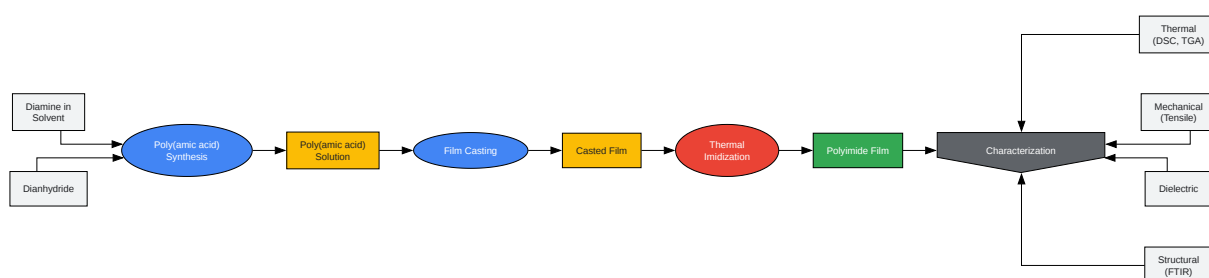 Diamine in
Solvent
Dianhydride
Poly(amic acid)
Synthesis
Poly(amic acid)
Solution
Film Casting
Casted Film
Thermal
Imidization
Polyimide Film
Characterization
Thermal
(DSC, TGA)
Mechanical
(Tensile)
Dielectric
Structural
(FTIR)